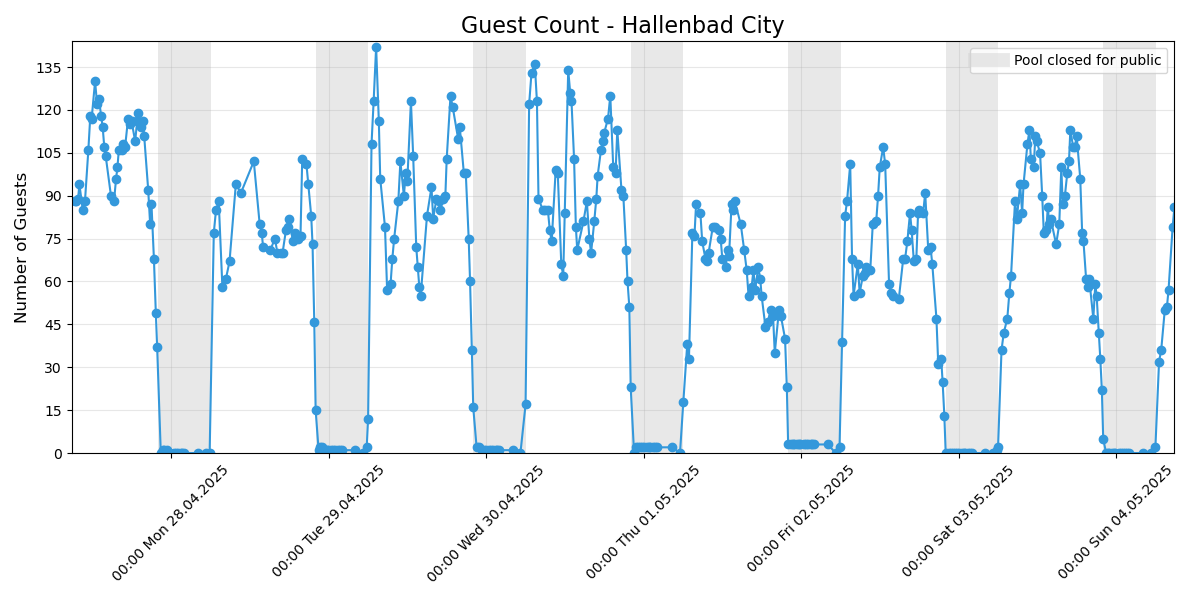 Guest Count - Hallenbad City
Pool closed for public
Number of Guests
135
120
105
90
75
60
45
30
15
0
00:00 Mon 28.04.2025
00:00 Tue 29.04.2025
00:00 Wed 30.04.2025
00:00 Thu 01.05.2025
00:00 Fri 02.05.2025
00:00 Sat 03.05.2025
00:00 Sun 04.05.2025